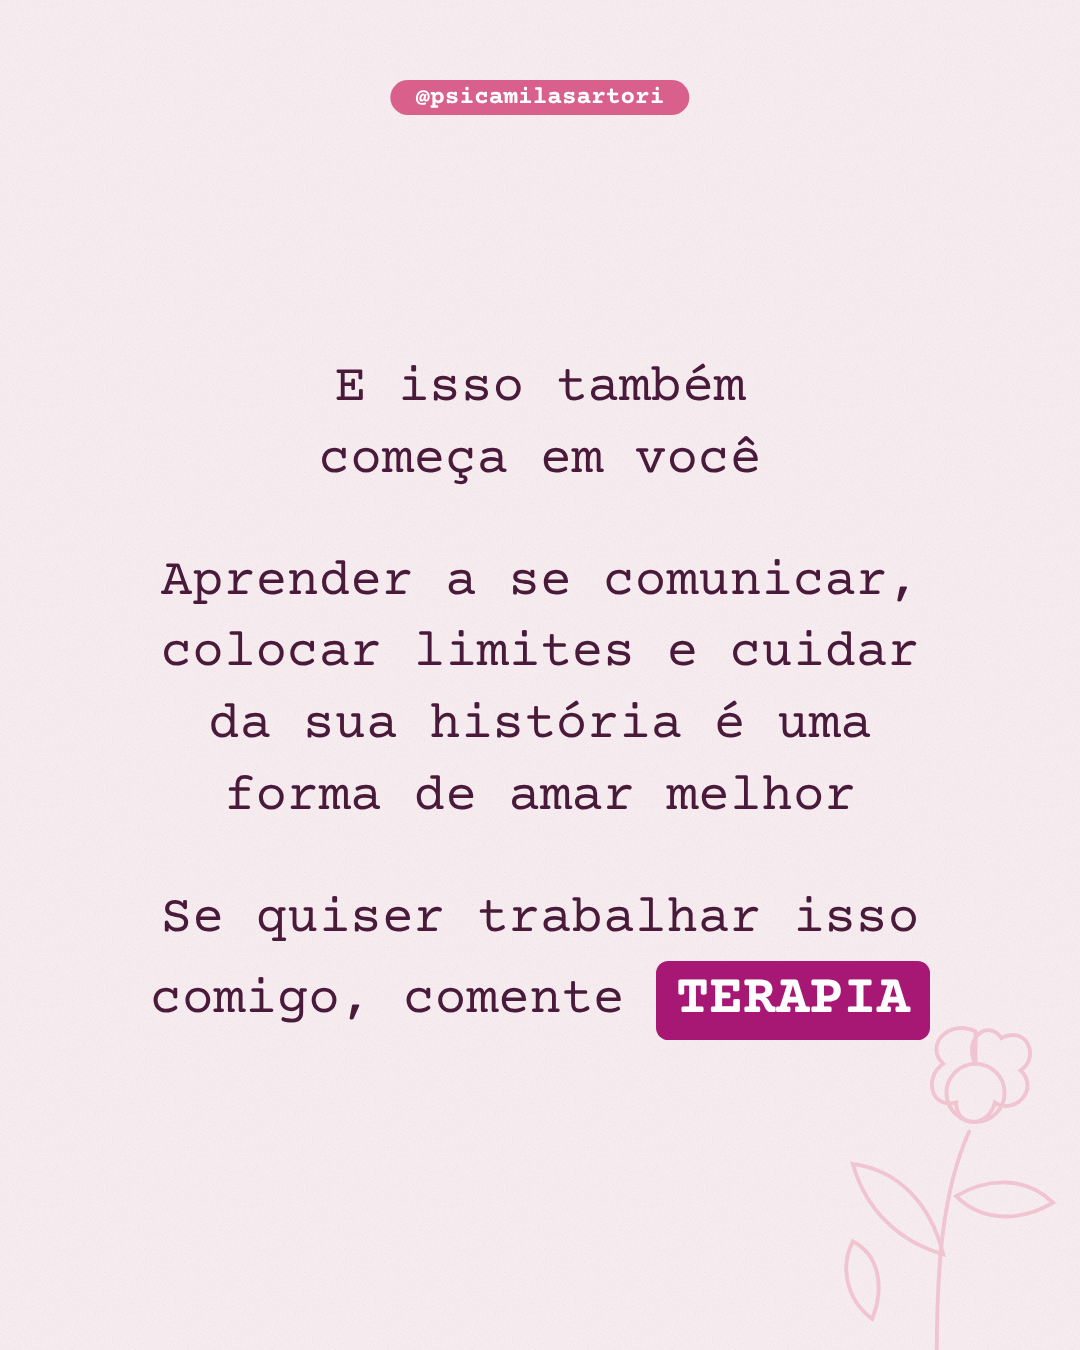 @psicamilasartori
E isso também
começa em você
Aprender a se comunicar,
colocar limites e cuidar
da sua história é uma
forma de amar melhor
Se quiser trabalhar isso
comigo, comente TERAPIA